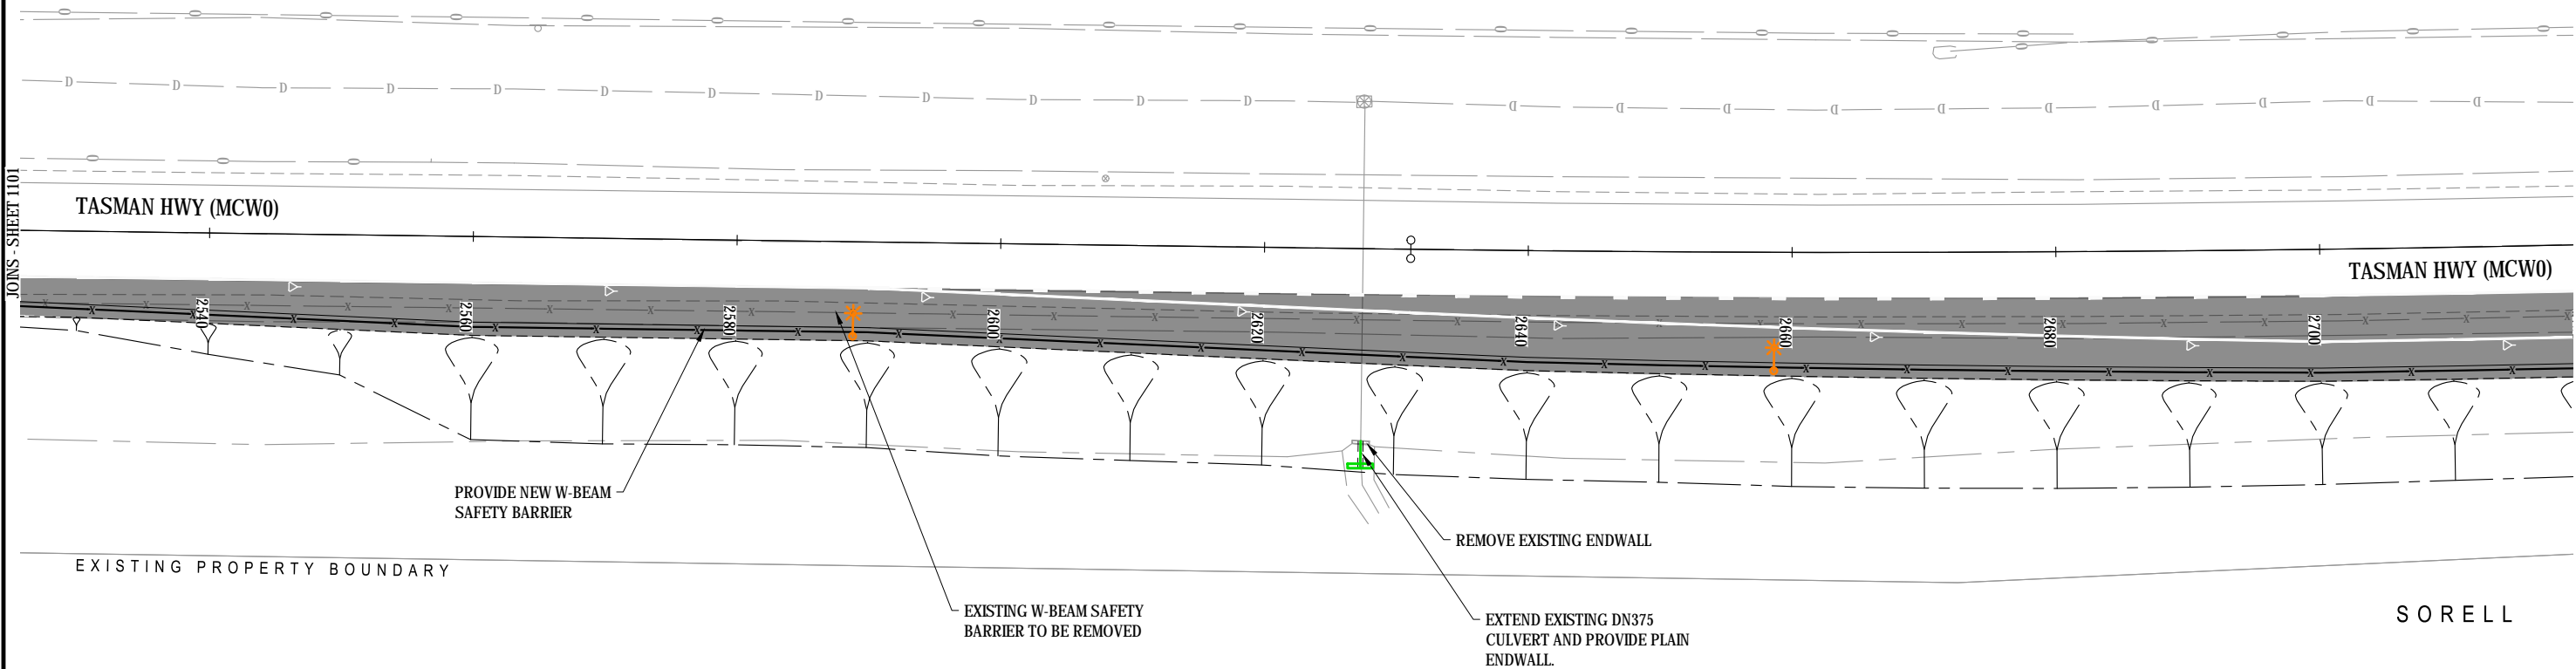 D D D D D D D D D D D D D D D D D D D D D D
JOINS - SHEET 1101
TASMAN HWY (MCW0)
TASMAN HWY (MCW0)
2540 2560 2580 2600 2620 2640 2660 2680 2700
PROVIDE NEW W-BEAM
SAFETY BARRIER
REMOVE EXISTING ENDWALL
EXISTING PROPERTY BOUNDARY
EXISTING W-BEAM SAFETY
BARRIER TO BE REMOVED
EXTEND EXISTING DN375
CULVERT AND PROVIDE PLAIN
ENDWALL.
SORELL